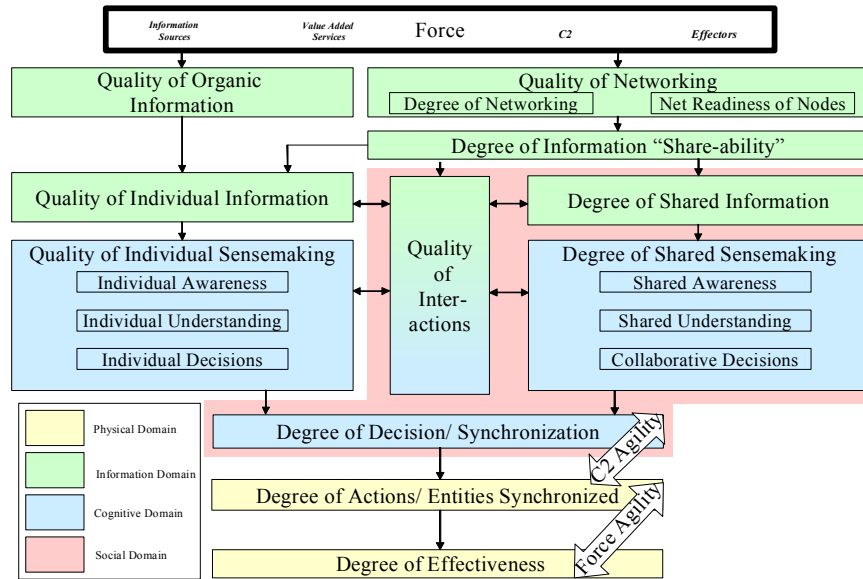 Information Sources
Value Added Services
Force
C2
Effectors
Quality of Organic
Information
Quality of Networking
Degree of Networking
Net Readiness of Nodes
Degree of Information “Share-ability”
Quality of Individual Information
Quality
of
Inter-
actions
Degree of Shared Information
Quality of Individual Sensemaking
Individual Awareness
Individual Understanding
Individual Decisions
Degree of Shared Sensemaking
Shared Awareness
Shared Understanding
Collaborative Decisions
Degree of Decision/ Synchronization
C2 Agility
Degree of Actions/ Entities Synchronized
Force Agility
Degree of Effectiveness
Physical Domain
Information Domain
Cognitive Domain
Social Domain